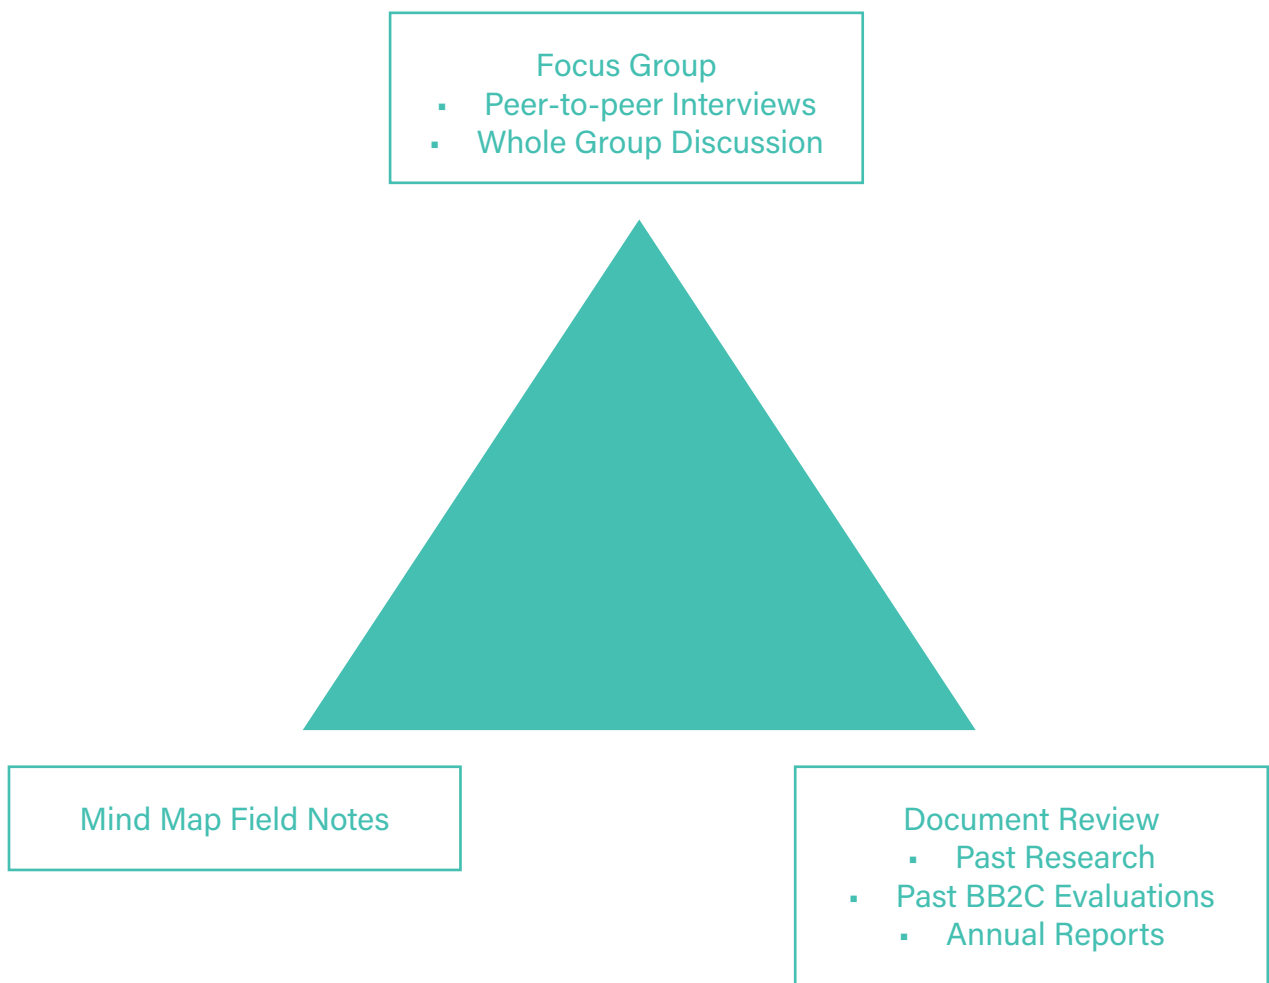 Focus Group
▪ Peer-to-peer Interviews
▪ Whole Group Discussion
Mind Map Field Notes
Document Review
▪ Past Research
▪ Past BB2C Evaluations
▪ Annual Reports